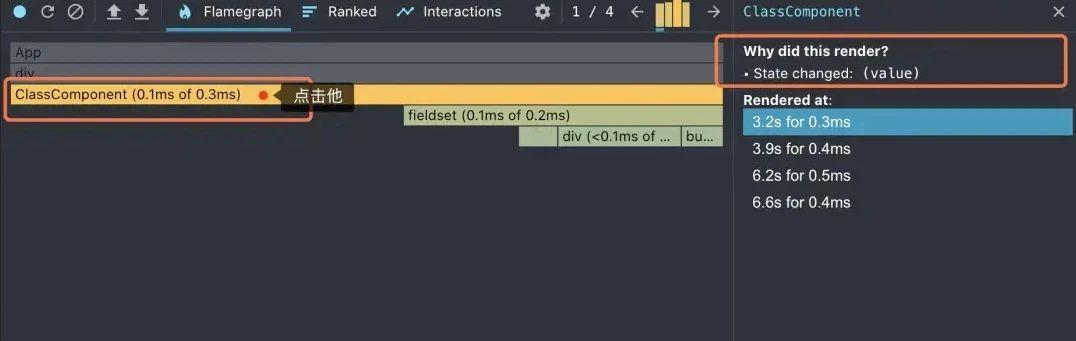 Flamegraph Ranked Interactions 1 / 4
ClassComponent
App
div
ClassComponent (0.1ms of 0.3ms)
点击他
fieldset (0.1ms of 0.2ms)
div (<0.1ms of ...
bu...
Why did this render?
• State changed: (value)
Rendered at:
3.2s for 0.3ms
3.9s for 0.4ms
6.2s for 0.5ms
6.6s for 0.4ms